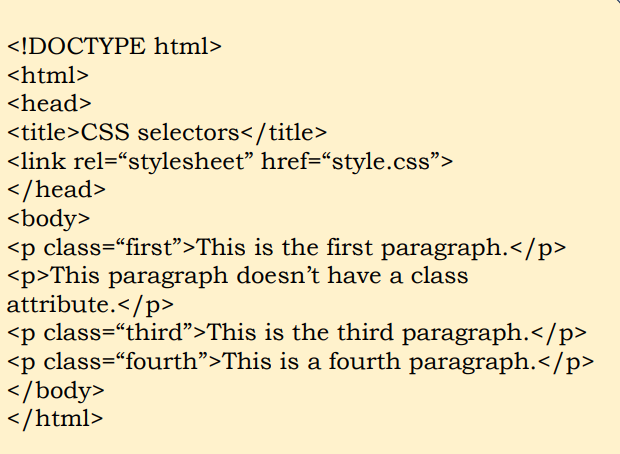 <!DOCTYPE html>
<html>
<head>
<title>CSS selectors</title>
<link rel=“stylesheet” href=“style.css”>
</head>
<body>
<p class=“first”>This is the first paragraph.</p>
<p>This paragraph doesn’t have a class
attribute.</p>
<p class=“third”>This is the third paragraph.</p>
<p class=“fourth”>This is a fourth paragraph.</p>
</body>
</html>